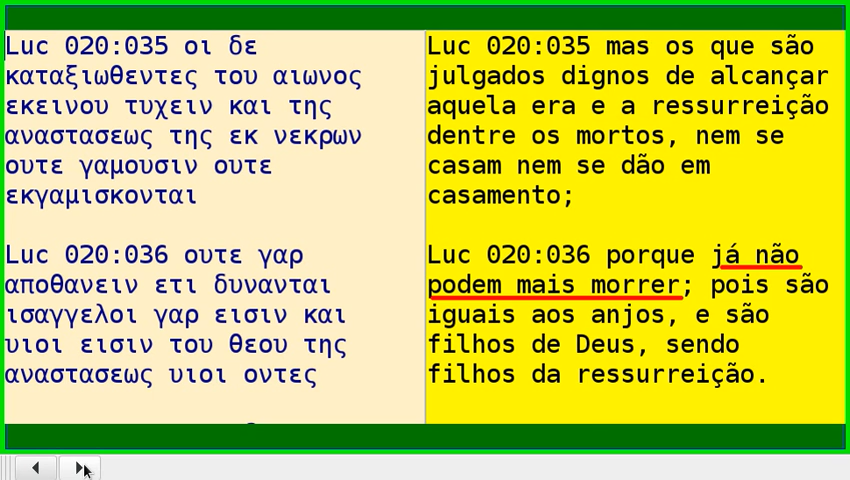 Luc 020:035 οι δε
καταξιωθεντες του αιωνος
εκεινου τυχειν και της
αναστασεως της εκ νεκρων
ουτε γαμουσιν ουτε
εκγαμισκονται
Luc 020:036 ουτε γαρ
αποθανειν ετι δυνανται
ισαγγελοι γαρ εισιν και
υιοι εισιν του θεου της
αναστασεως υιοι οντες
Luc 020:035 mas os que são
julgados dignos de alcançar
aquela era e a ressurreição
dentre os mortos, nem se
casam nem se dão em
casamento;
Luc 020:036 porque já não
podem mais morrer; pois são
iguais aos anjos, e são
filhos de Deus, sendo
filhos da ressurreição.